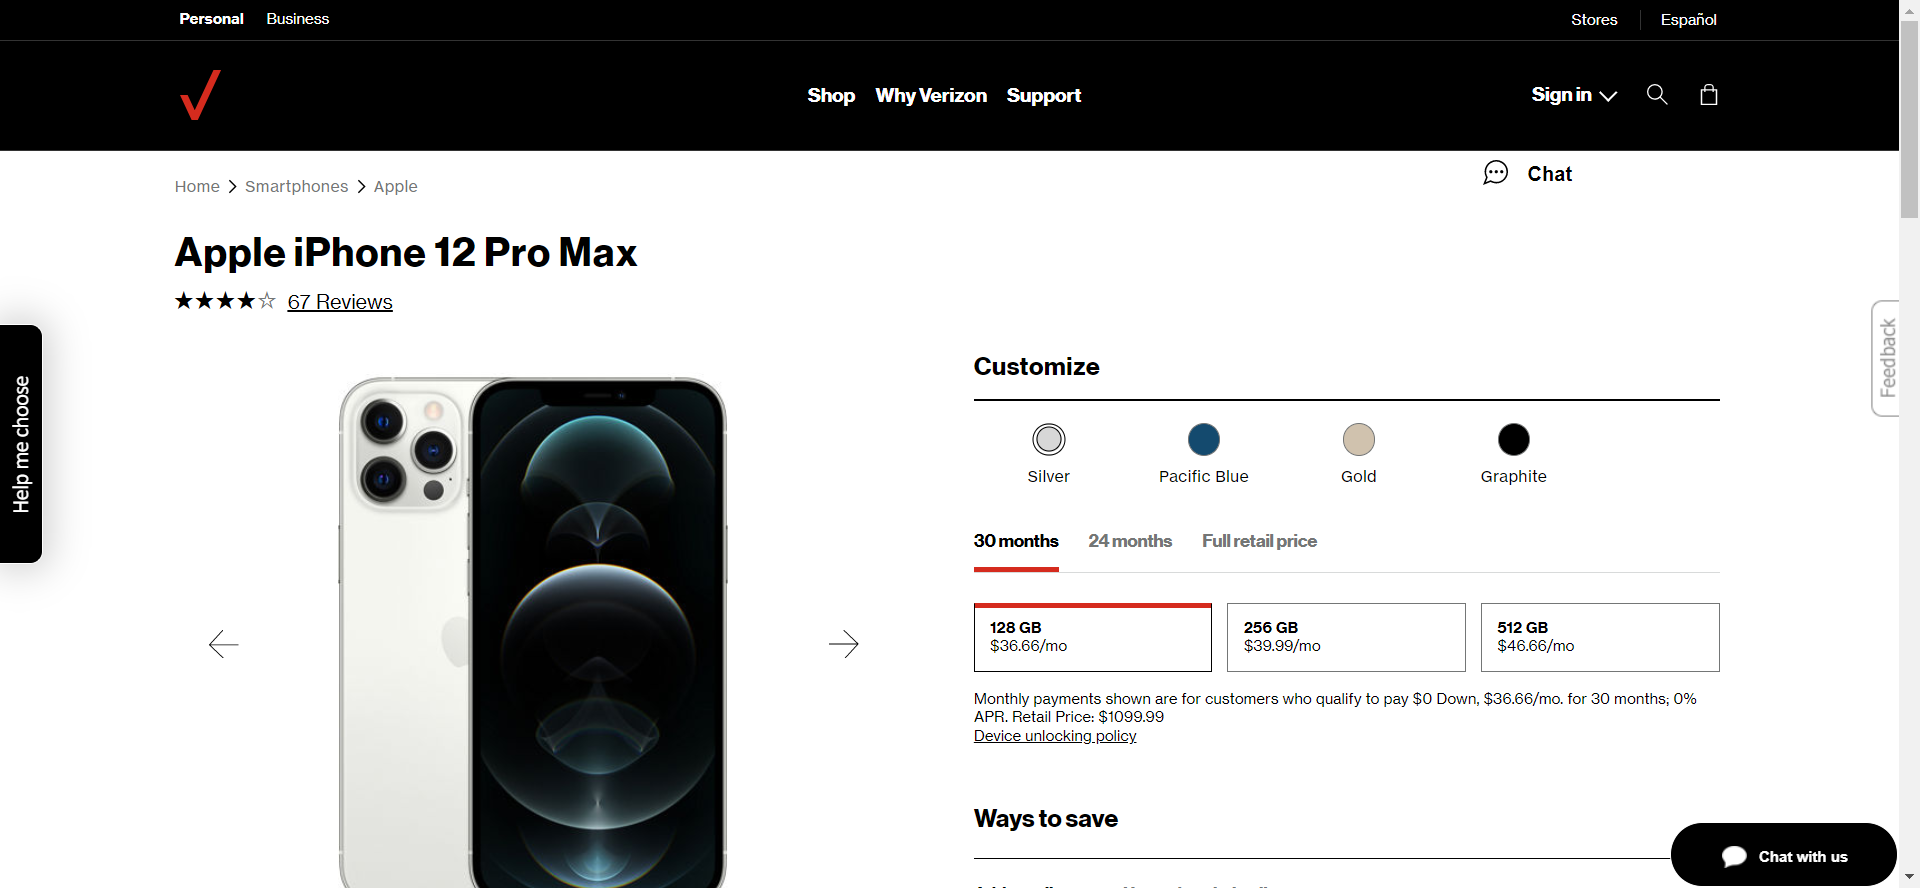 Personal Business
Stores Español
Shop Why Verizon Support
Sign in
Chat
Home Smartphones Apple
Apple iPhone 12 Pro Max
67 Reviews
Help me choose
Feedback
Customize
Silver Pacific Blue Gold Graphite
30 months 24 months Full retail price
128 GB 256 GB 512 GB
$36.66/mo $39.99/mo $46.66/mo
Monthly payments shown are for customers who qualify to pay $0 Down, $36.66/mo. for 30 months; 0%
APR. Retail Price: $1099.99
Device unlocking policy
Ways to save
Chat with us